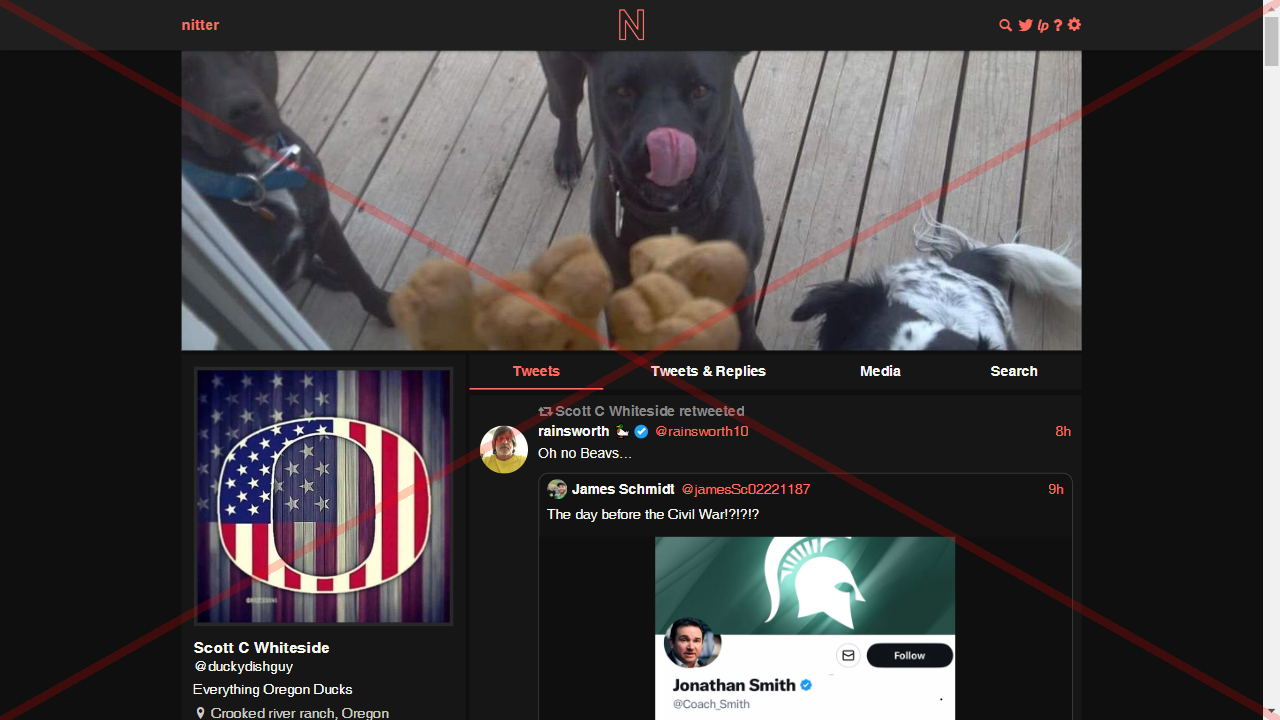 nitter
N
lp ?
Tweets
Tweets & Replies
Media
Search
Scott C Whiteside retweeted
rainsworth @rainsworth10 8h
Oh no Beavs...
James Schmidt @jamesSc02221187 9h
The day before the Civil War!?!?!?
Follow
Jonathan Smith
@Coach_Smith
Scott C Whiteside
@duckydishguy
Everything Oregon Ducks
Crooked river ranch, Oregon